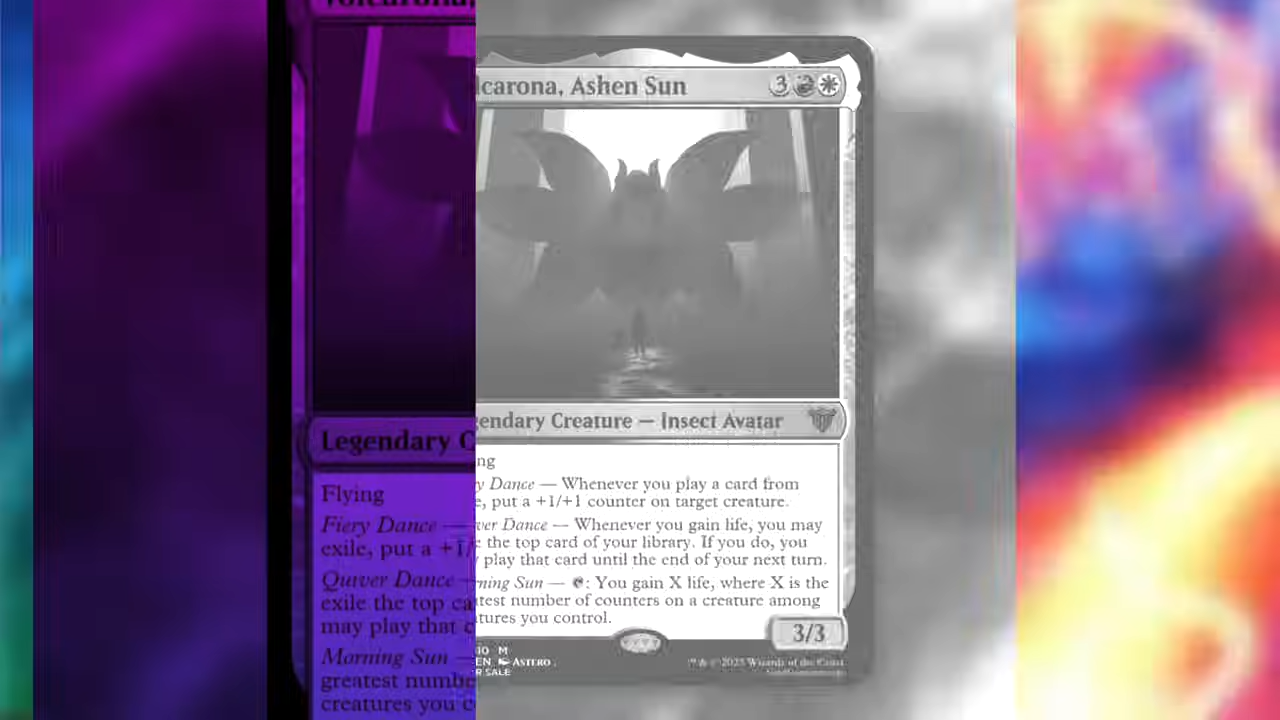 Volcarona,
lcarona, Ashen Sun 3
gendary Creature — Insect Avatar
Legendary C
ng
y Dance — Whenever you play a card from
e, put a +1/+1 counter on target creature.
ver Dance — Whenever you gain life, you may
e the top card of your library. If you do, you
play that card until the end of your next turn.
ning Sun — : You gain X life, where X is the
test number of counters on a creature among
tures you control.
3/3
Flying
Fiery Dance —
exile, put a +1/
Quiver Dance —
exile the top ca
may play that c
Morning Sun —
greatest numbe
creatures you c
M
EN ASTERO
R SALE
™ & © 2025 Wizards of the Coast